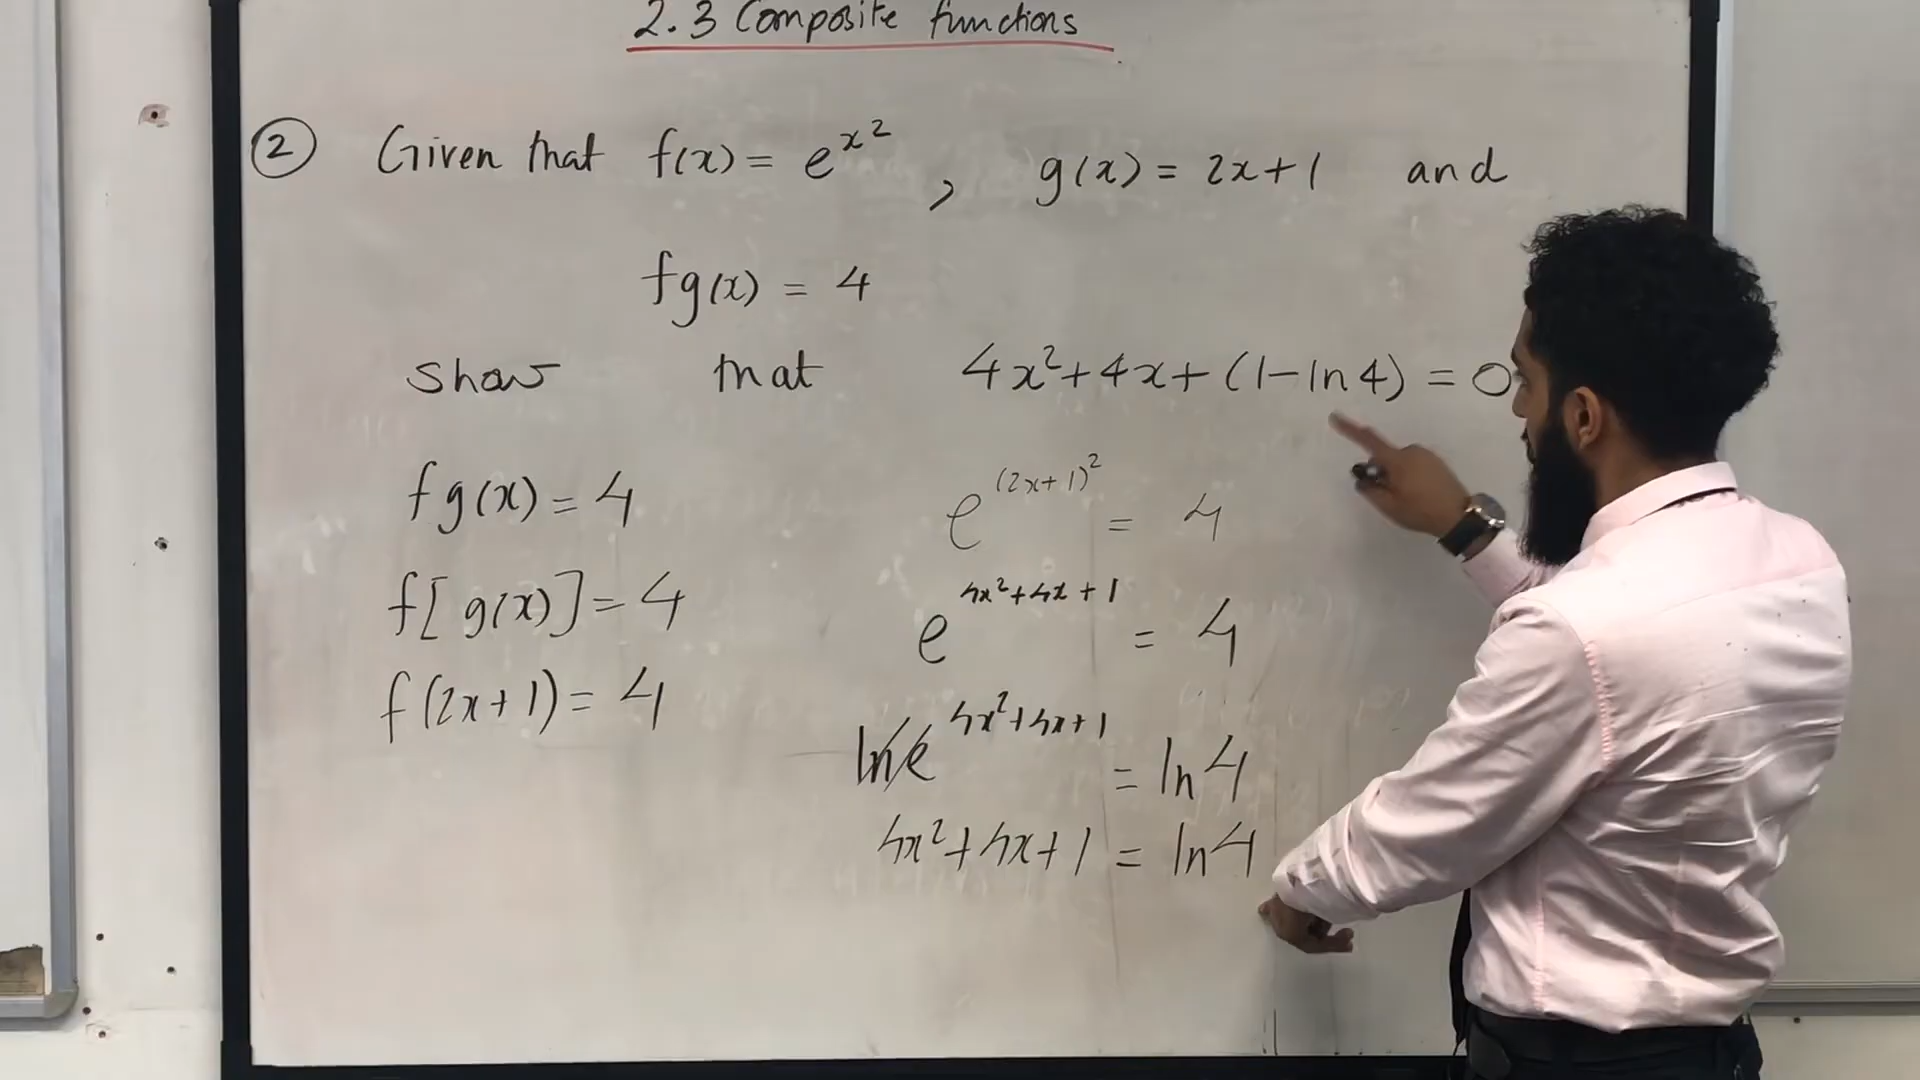 2.3 Composite functions
② Given that f(x) = e^{x^2} , g(x) = 2x+1 and
fg(x) = 4
show that 4x²+4x+(1-ln4) = 0
fg(x) = 4
f[g(x)] = 4
f(2x+1) = 4
e^{(2x+1)^2} = 4
e^{4x²+4x+1} = 4
ln e^{4x²+4x+1} = ln4
4x²+4x+1 = ln4